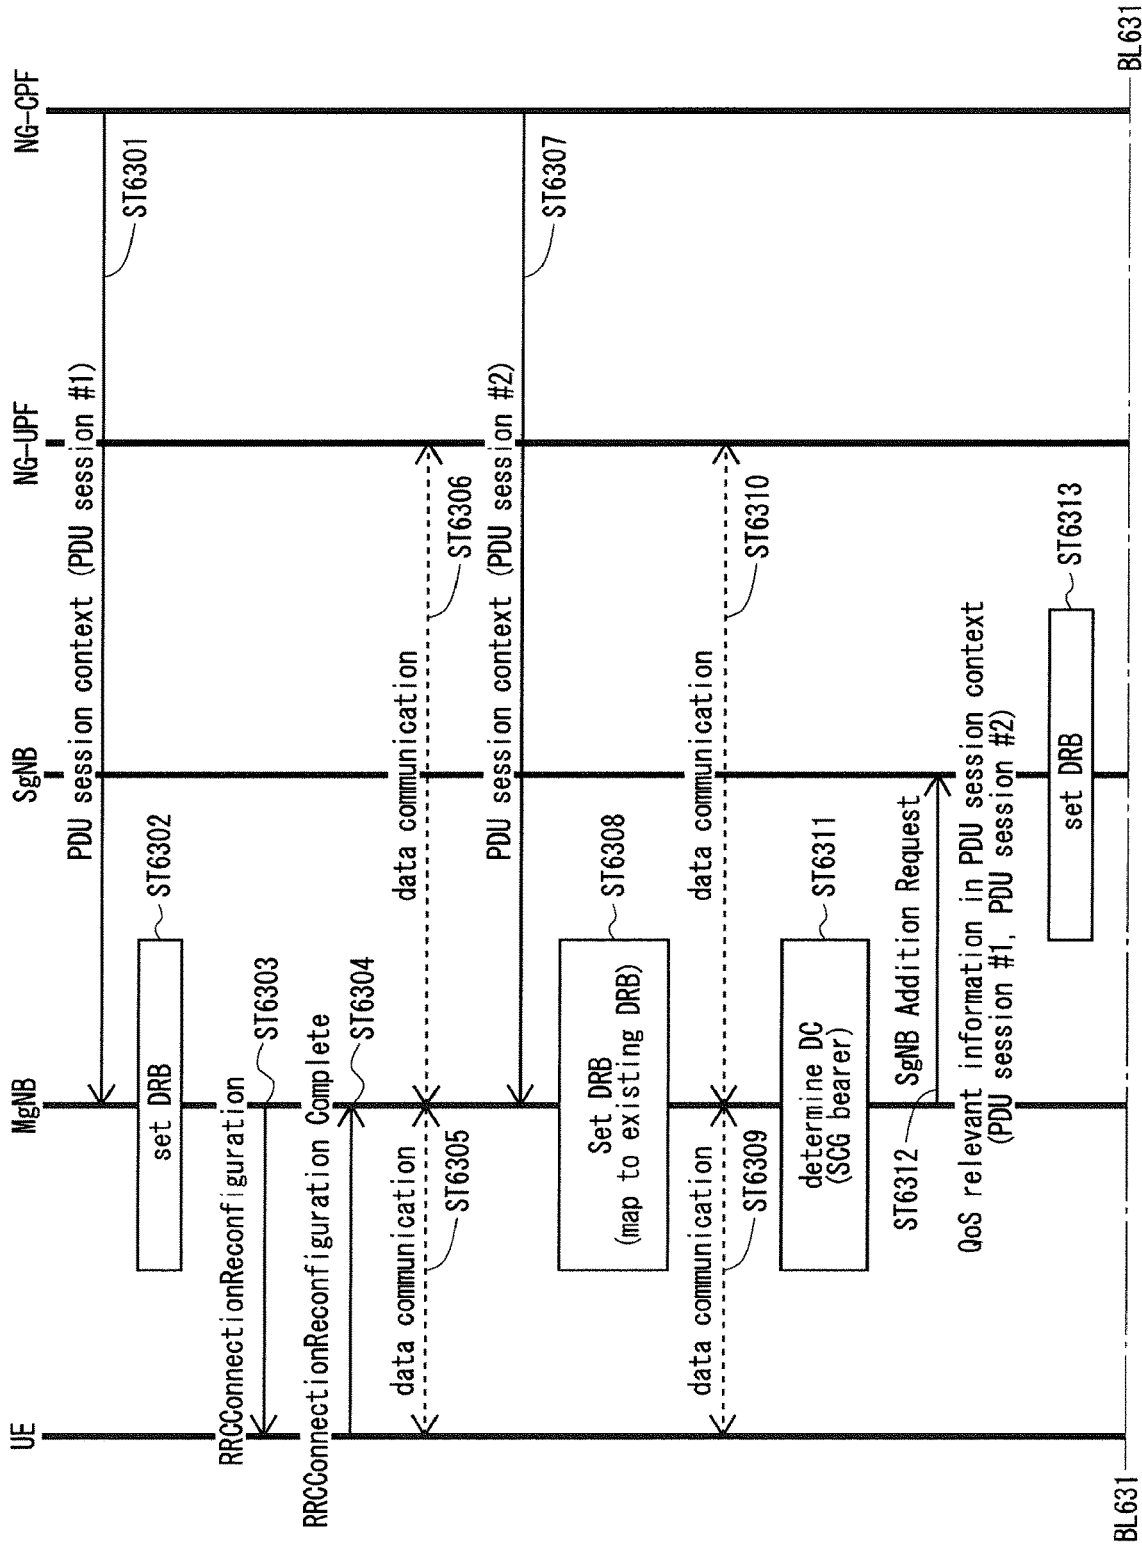 UE
MgNB
SgNB
NG-UPF
NG-CPF
PDU session context (PDU session #1)
ST6301
set DRB
ST6302
RRCConnectionReconfiguration
ST6303
RRCConnectionReconfiguration Complete
ST6304
data communication
ST6305
data communication
ST6306
PDU session context (PDU session #2)
ST6307
Set DRB
(map to existing DRB)
ST6308
data communication
ST6309
data communication
ST6310
determine DC
(SCG bearer)
ST6311
ST6312
SgNB Addition Request
QoS relevant information in PDU session context
(PDU session #1, PDU session #2)
set DRB
ST6313
BL631
BL631